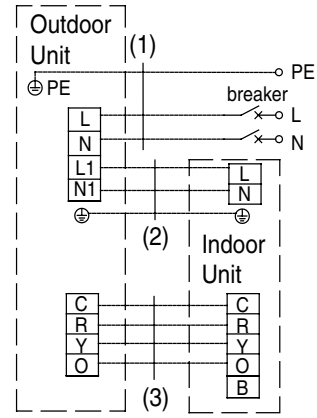 Outdoor
Unit
(1)
PE
PE
breaker
L
L
N
N
L1
L
N1
N
(2)
Indoor
Unit
C
C
R
R
Y
Y
O
O
B
(3)